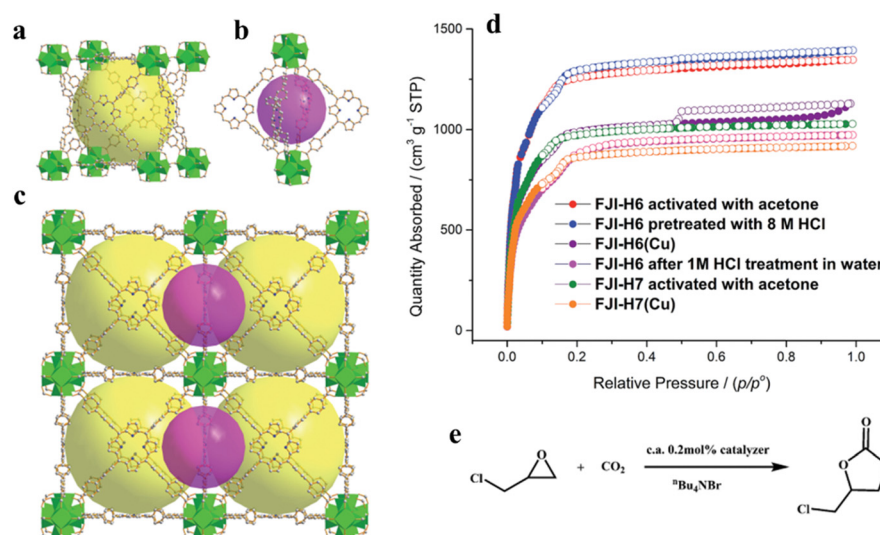 a
b
c
d
1500
1000
500
0
Quantity Absorbed / (cm³ g⁻¹ STP)
FJI-H6 activated with acetone
FJI-H6 pretreated with 8 M HCl
FJI-H6(Cu)
FJI-H6 after 1M HCl treatment in water
FJI-H7 activated with acetone
FJI-H7(Cu)
0.0 0.2 0.4 0.6 0.8 1.0
Relative Pressure / (p/p°)
e
Cl
O
+ CO₂
c.a. 0.2mol% catalyzer
ⁿBu₄NBr
O
O
Cl